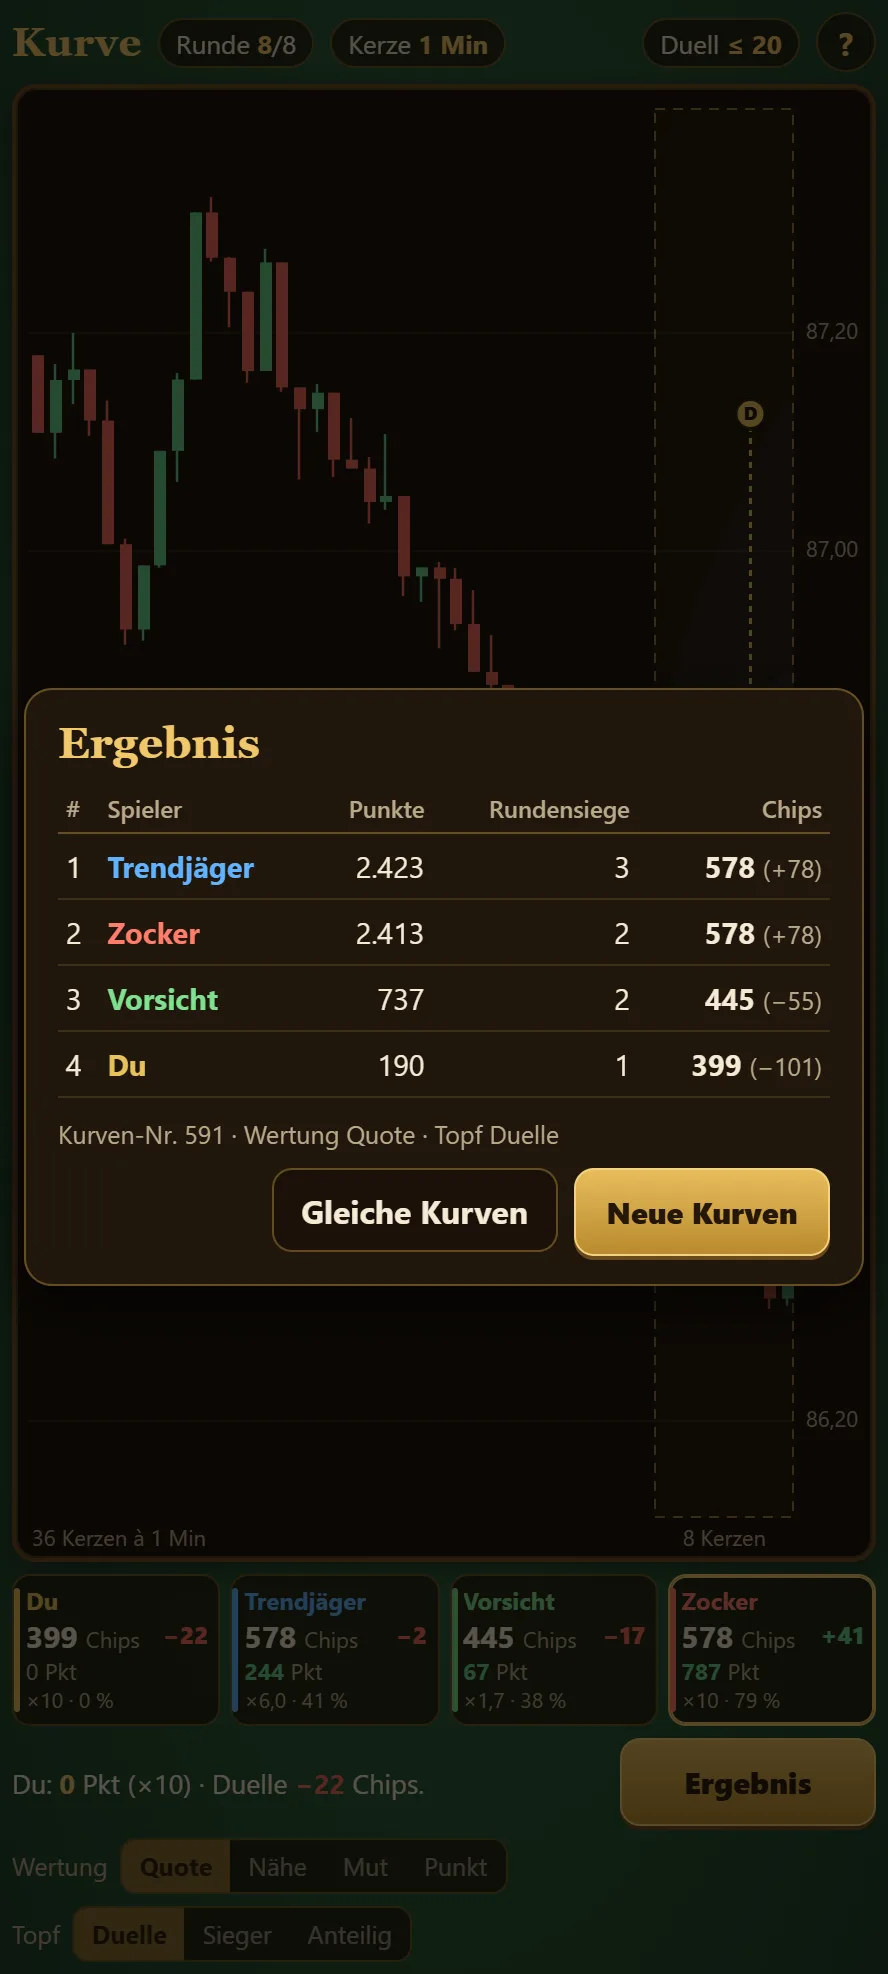 Kurve Runde 8/8 Kerze 1 Min Duell ≤ 20 ?
87,20
D
87,00
Ergebnis
# Spieler Punkte Rundensiege Chips
1 Trendjäger 2.423 3 578 (+78)
2 Zocker 2.413 2 578 (+78)
3 Vorsicht 737 2 445 (−55)
4 Du 190 1 399 (−101)
Kurven-Nr. 591 · Wertung Quote · Topf Duelle
Gleiche Kurven Neue Kurven
86,20
36 Kerzen à 1 Min 8 Kerzen
Du Trendjäger Vorsicht Zocker
399 Chips −22 578 Chips −2 445 Chips −17 578 Chips +41
0 Pkt 244 Pkt 67 Pkt 787 Pkt
×10 · 0 % ×6,0 · 41 % ×1,7 · 38 % ×10 · 79 %
Du: 0 Pkt (×10) · Duelle −22 Chips. Ergebnis
Wertung Quote Nähe Mut Punkt
Topf Duelle Sieger Anteilig